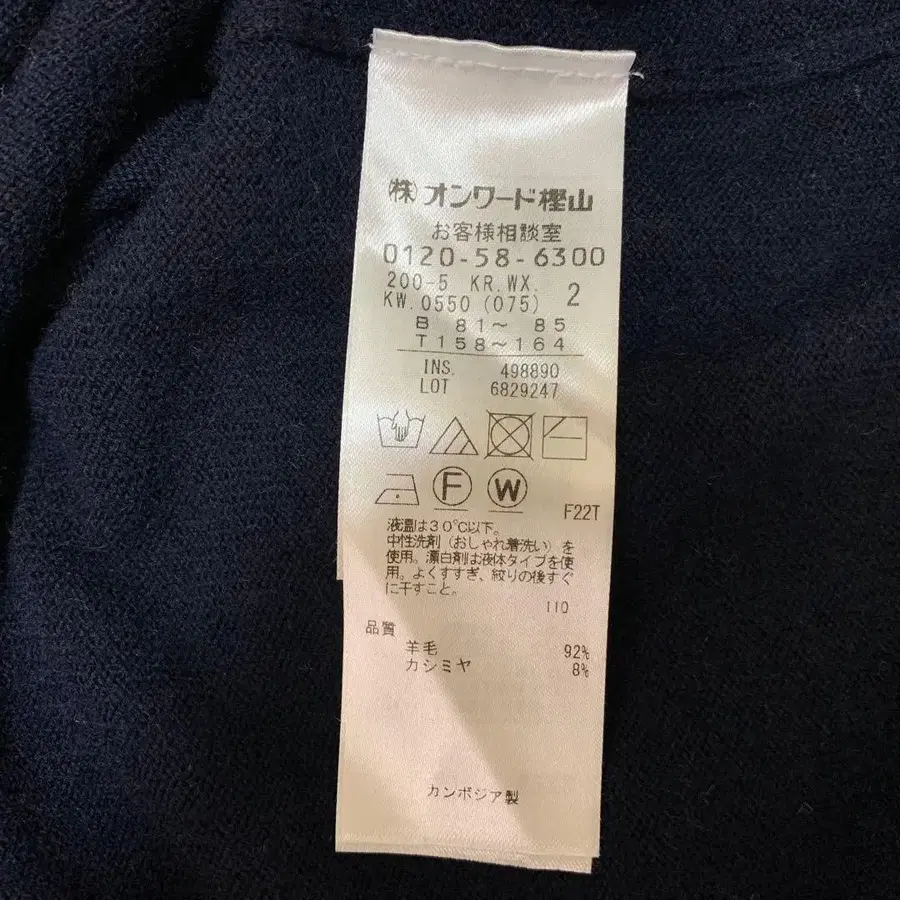 ㈱オンワード樫山
お客様相談室
0120-58-6300
200-5 KR.WX. 2
KW.0550 (075)
B 81～ 85
T158～164
INS. 498890
LOT 6829247
F W
F22T
液温は30℃以下。
中性洗剤（おしゃれ着洗い）を
使用。漂白剤は液体タイプを使
用。よくすすぎ、絞りの後すぐ
に干すこと。
110
品質
羊毛 92%
カシミヤ 8%
カンボジア製